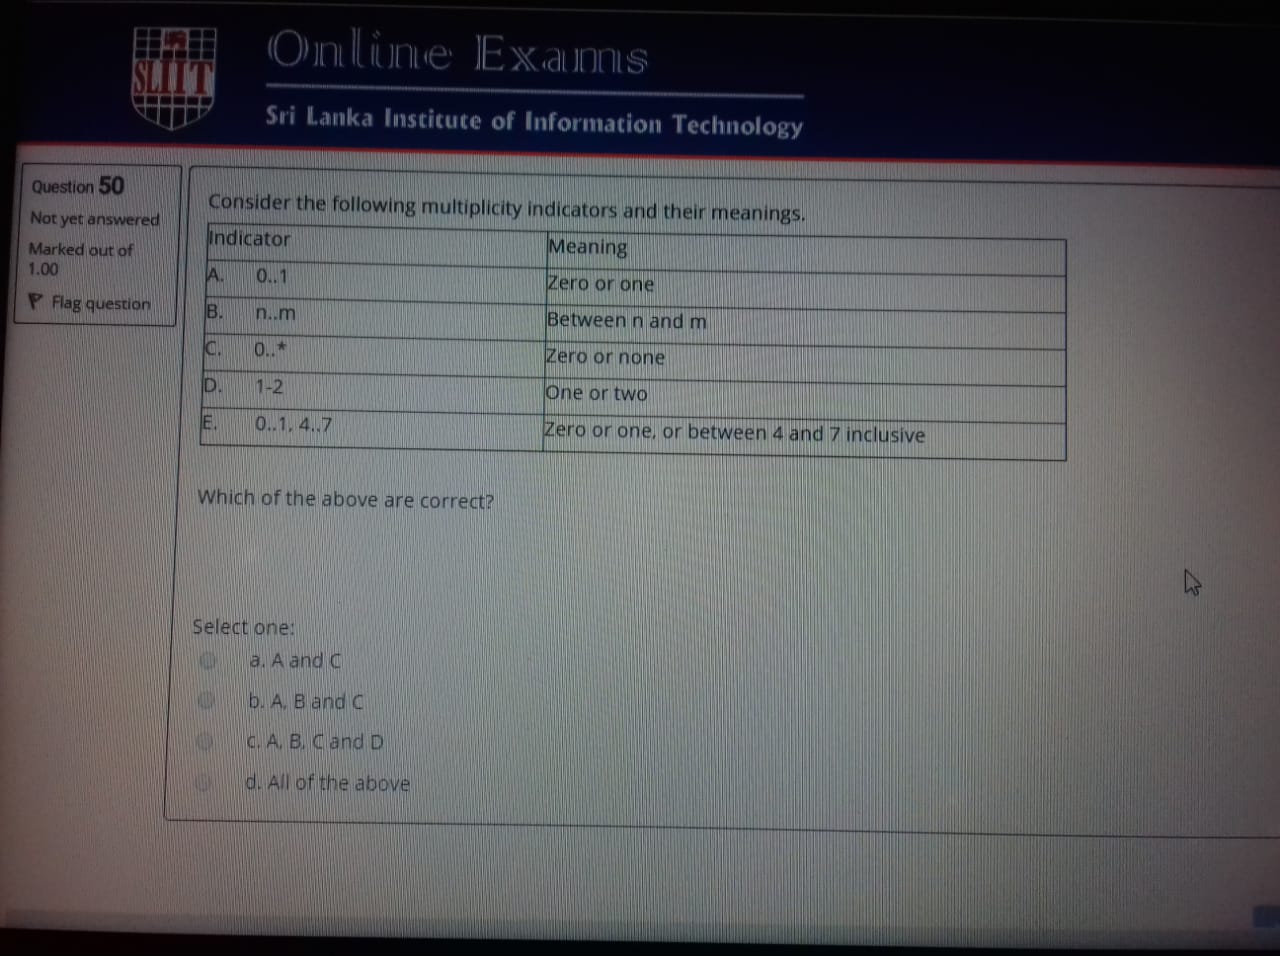 SLIIT
Online Exams
Sri Lanka Institute of Information Technology
Question 50
Not yet answered
Marked out of
1.00
Flag question
Consider the following multiplicity indicators and their meanings.
Indicator Meaning
A. 0..1 Zero or one
B. n..m Between n and m
C. 0..* Zero or none
D. 1-2 One or two
E. 0..1, 4..7 Zero or one, or between 4 and 7 inclusive
Which of the above are correct?
Select one:
a. A and C
b. A, B and C
c. A, B, C and D
d. All of the above